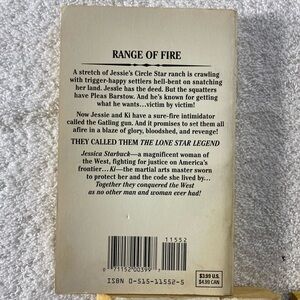 RANGE OF FIRE
A stretch of Jessie's Circle Star ranch is crawling
with trigger-happy settlers hell-bent on snatching
her land. Jessie has the deed. But the squatters
have Pleas Barstow. And he's known for getting
what he wants...victim by victim!
Now Jessie and Ki have a sure-fire intimidator
called the Gatling gun. And it promises to set them all
afire in a blaze of glory, bloodshed, and revenge!
THEY CALLED THEM THE LONE STAR LEGEND
Jessica Starbuck—a magnificent woman of
the West, fighting for justice on America's
frontier...Ki—the martial arts master sworn
to protect her and the code she lived by...
Together they conquered the West
as no other man and woman ever had!
11552
0 71152 00399 2
ISBN 0-515-11552-5
$3.99 U.S.
$4.99 CAN